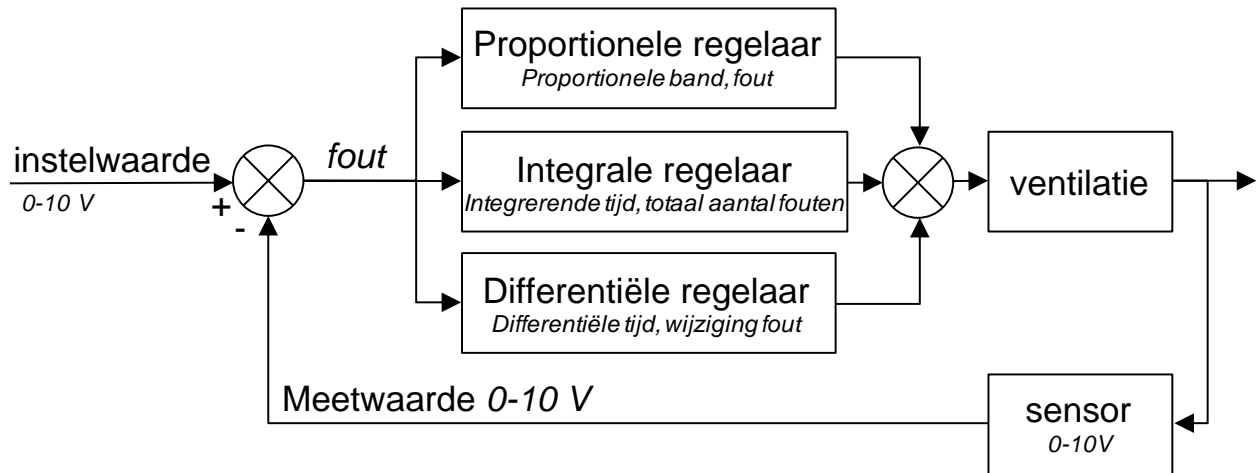 Proportionele regelaar
Proportionele band, fout
instelwaarde
0-10 V
+
-
fout
Integrale regelaar
Integrerende tijd, totaal aantal fouten
ventilatie
Differentiële regelaar
Differentiële tijd, wijziging fout
Meetwaarde 0-10 V
sensor
0-10V